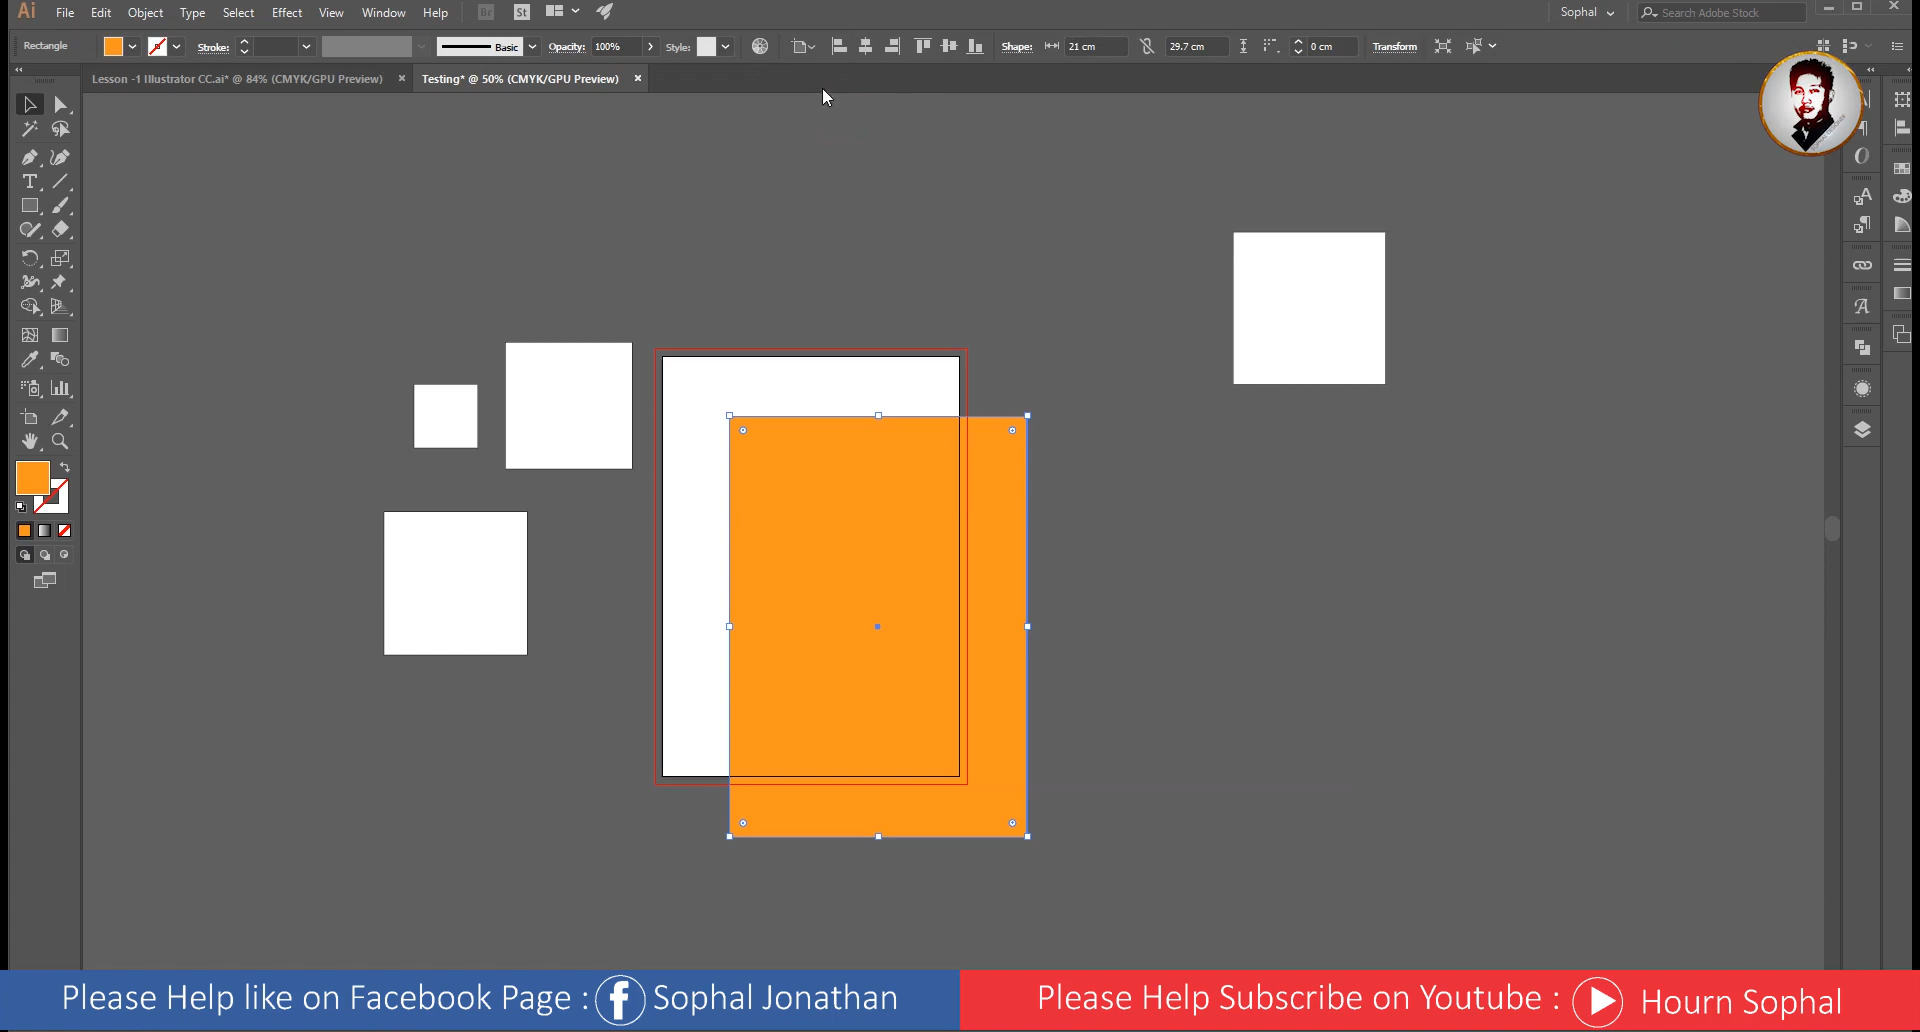 Ai File Edit Object Type Select Effect View Window Help Br St Sophal Search Adobe Stock
Rectangle Stroke: Basic Opacity: 100% Style: Shape: 21 cm 29.7 cm 0 cm Transform
Lesson -1 Illustrator CC.ai* @ 84% (CMYK/GPU Preview) × Testing* @ 50% (CMYK/GPU Preview) ×
Please Help like on Facebook Page : f Sophal Jonathan
Please Help Subscribe on Youtube : Hourn Sophal